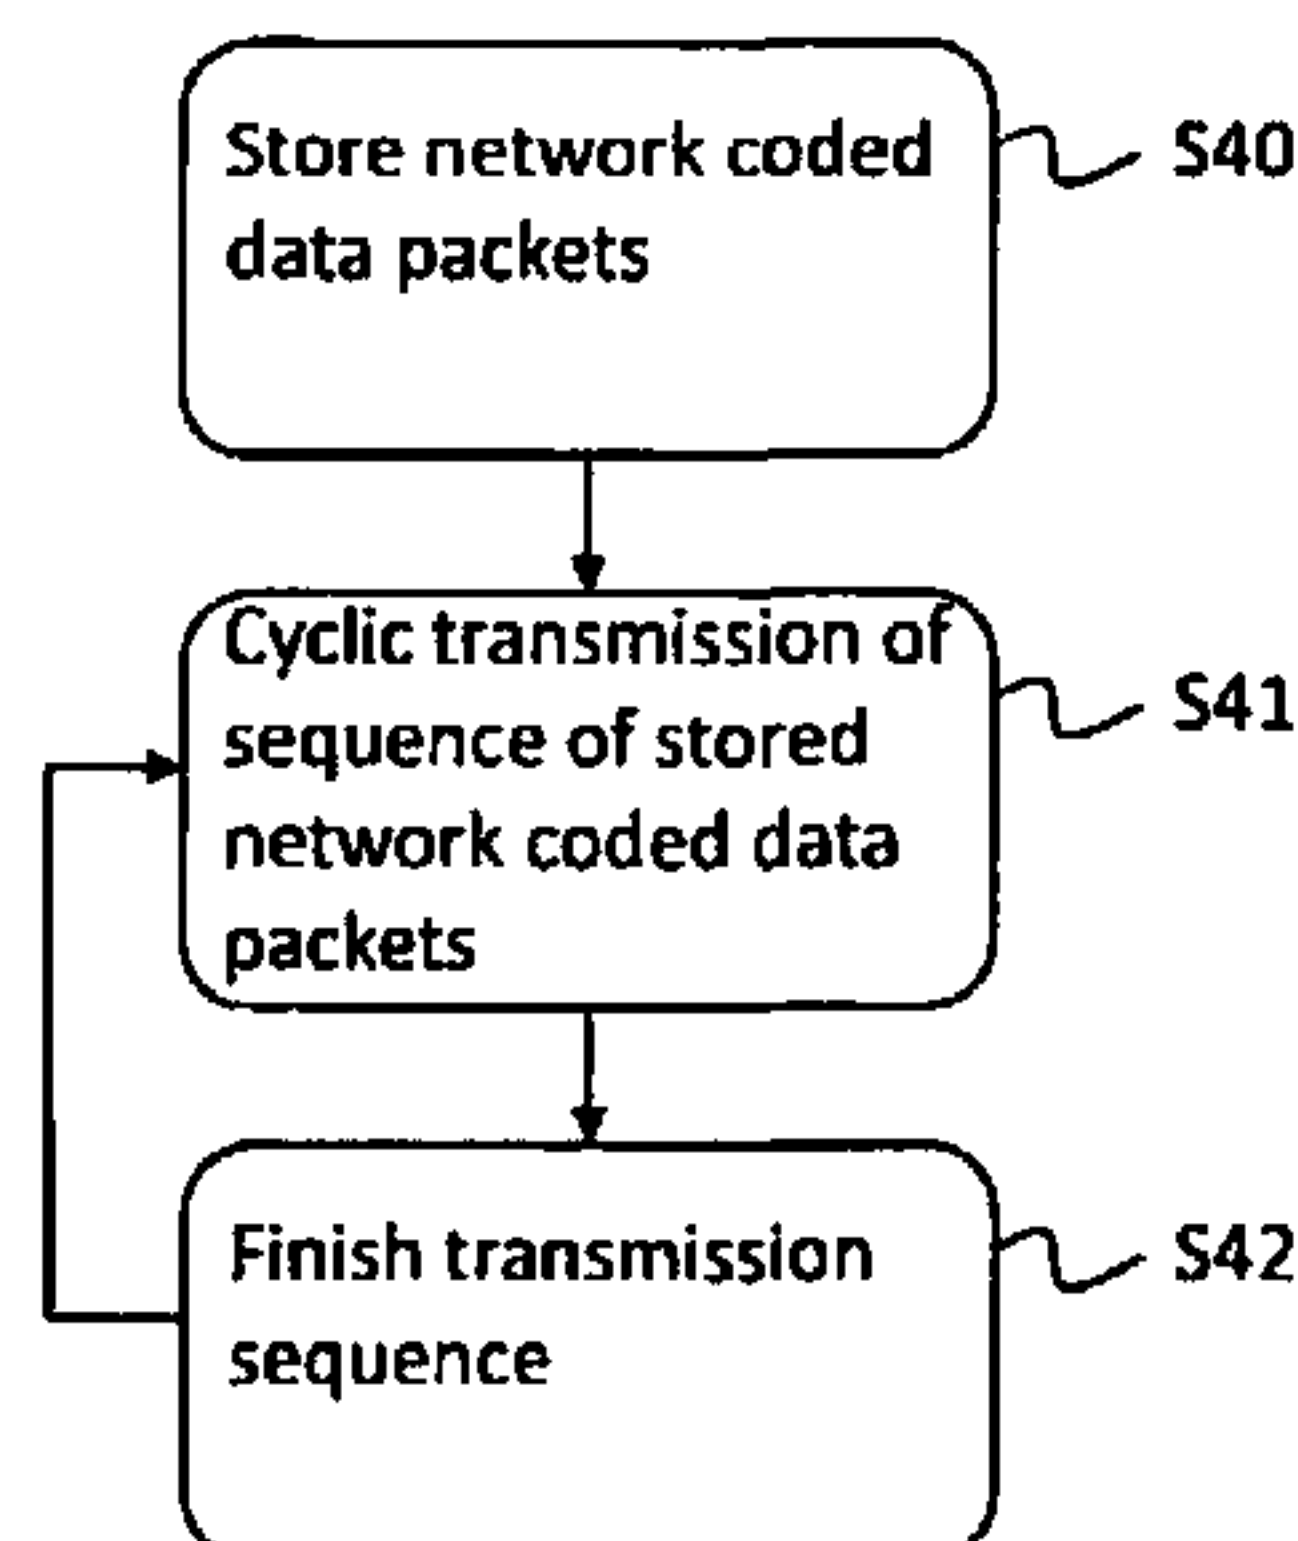 Store network coded
data packets
S40
Cyclic transmission of
sequence of stored
network coded data
packets
S41
Finish transmission
sequence
S42